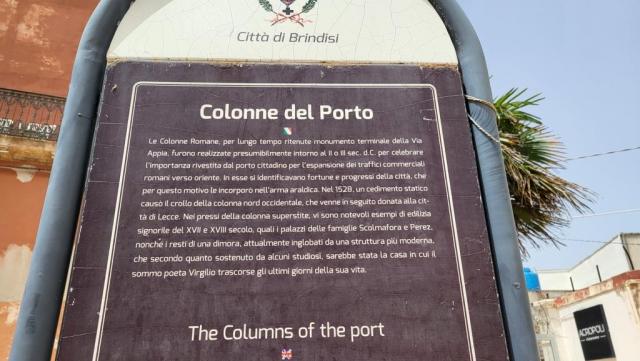 Città di Brindisi
Colonne del Porto
Le Colonne Romane, per lungo tempo ritenute monumento terminale della Via
Appia, furono realizzate presumibilmente intorno al II o III sec. d.C. per celebrare
l'importanza rivestita dal porto cittadino per l'espansione dei traffici commerciali
romani verso oriente. In esse si identificavano fortune e progressi della città, che
per questo motivo le incorporò nell'arma araldica. Nel 1528, un cedimento statico
causò il crollo della colonna nord occidentale, che venne in seguito donata alla cit-
tà di Lecce. Nei pressi della colonna superstite, vi sono notevoli esempi di edilizia
signorile del XVII e XVIII secolo, quali i palazzi delle famiglie Scolmafora e Perez,
nonchè i resti di una dimora, attualmente inglobati da una struttura più moderna,
che secondo quanto sostenuto da alcuni studiosi, sarebbe stata la casa in cui il
sommo poeta Virgilio trascorse gli ultimi giorni della sua vita.
The Columns of the port
ACROPOLI